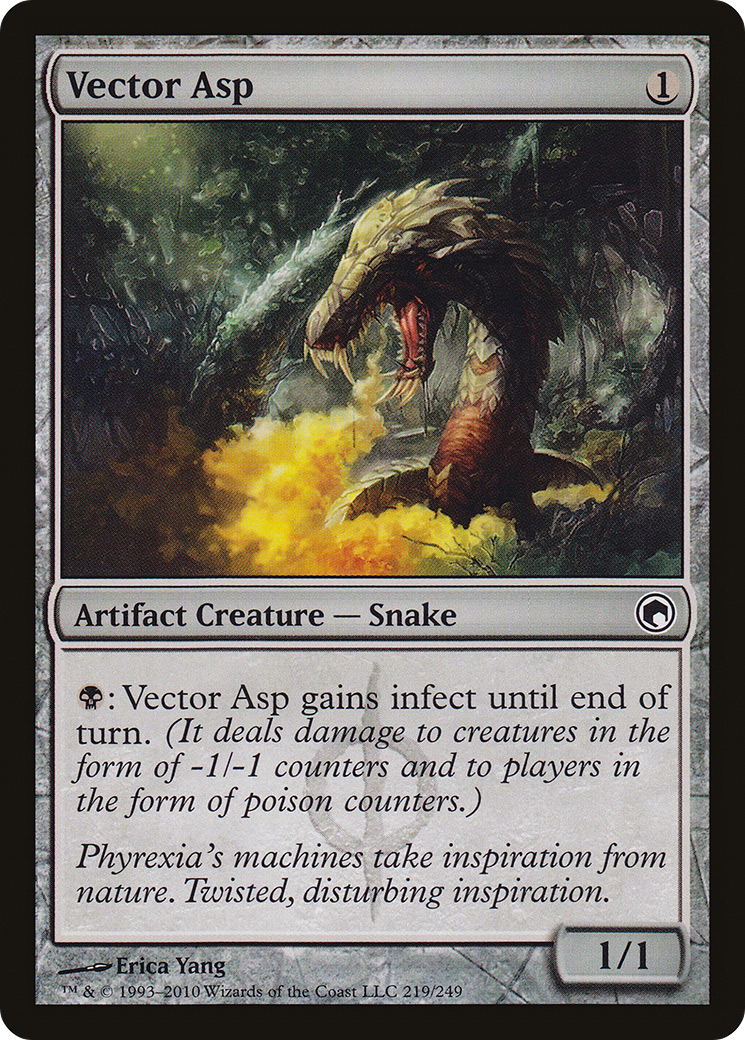 Vector Asp
1
Artifact Creature — Snake
: Vector Asp gains infect until end of
turn. (It deals damage to creatures in the
form of -1/-1 counters and to players in
the form of poison counters.)
Phyrexia's machines take inspiration from
nature. Twisted, disturbing inspiration.
1/1
Erica Yang
™ & © 1993–2010 Wizards of the Coast LLC 219/249